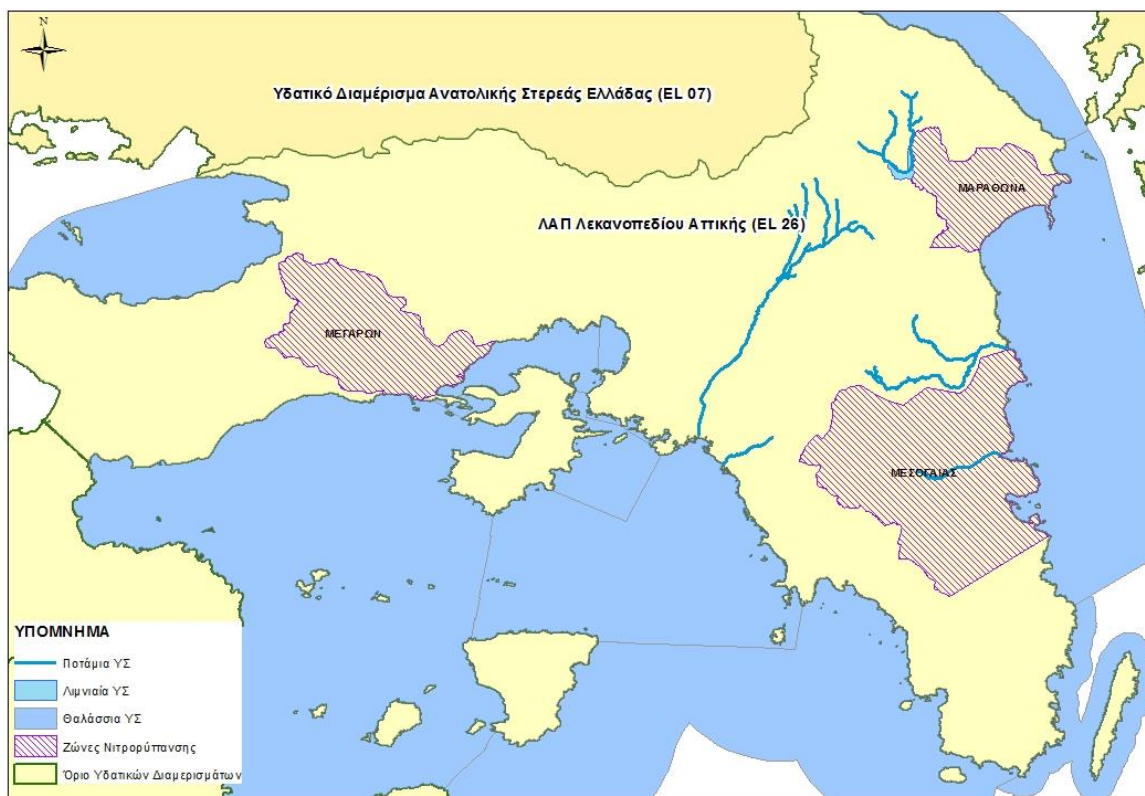 N
Υδατικό Διαμέρισμα Ανατολικής Στερεάς Ελλάδας (EL 07)
ΜΑΡΑΘΩΝΑ
ΛΑΠ Λεκανοπεδίου Αττικής (EL 26)
ΜΕΓΑΡΩΝ
ΜΕΣΟΓΑΙΑΣ
ΥΠΟΜΝΗΜΑ
Ποτάμια ΥΣ
Λιμνιαία ΥΣ
Θαλάσσια ΥΣ
Ζώνες Νιτρορύπανσης
Όριο Υδατικών Διαμερισμάτων